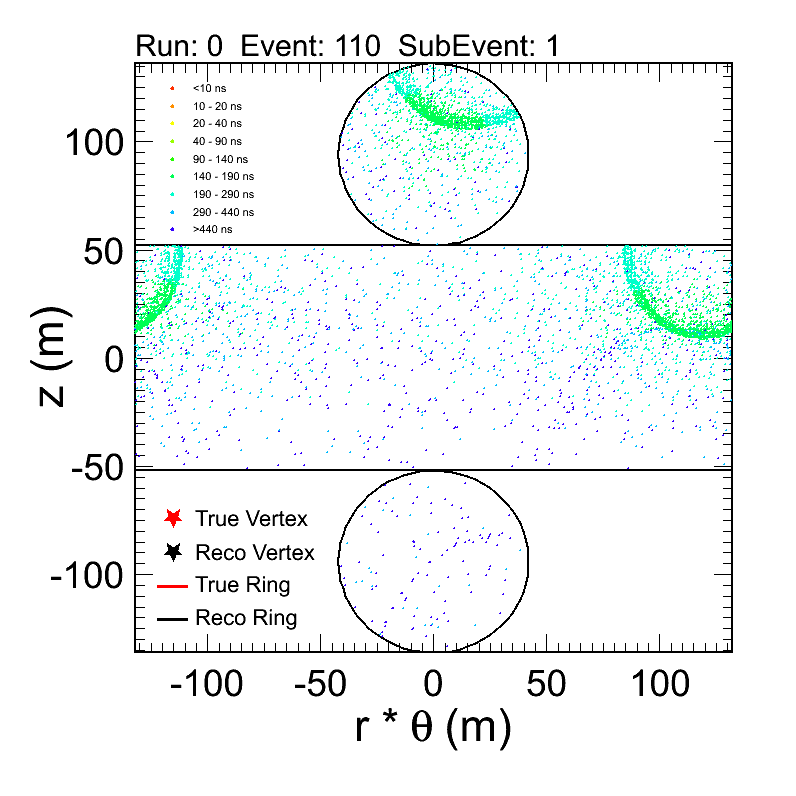 Run: 0  Event: 110  SubEvent: 1
<10 ns
10 - 20 ns
20 - 40 ns
40 - 90 ns
90 - 140 ns
140 - 190 ns
190 - 290 ns
290 - 440 ns
>440 ns
100
50
0
-50
-100
z (m)
True Vertex
Reco Vertex
True Ring
Reco Ring
-100 -50 0 50 100
r * θ (m)